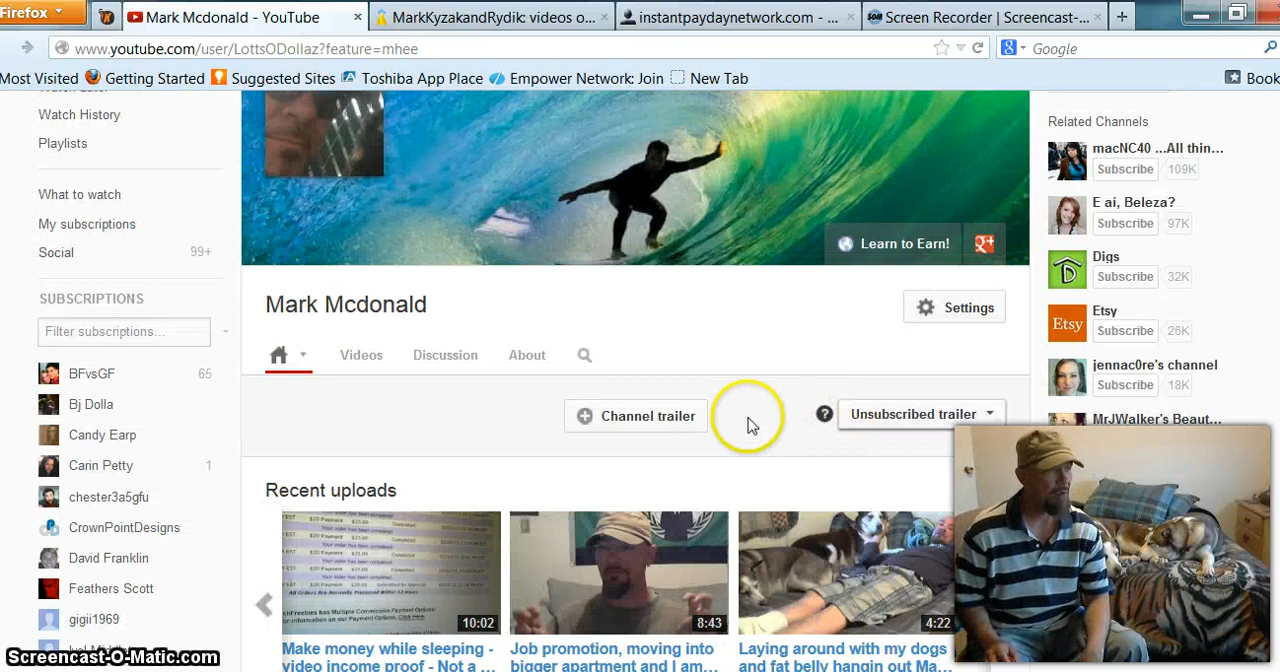 Firefox
Mark Mcdonald - YouTube
MarkKyzakandRydik: videos o...
instantpaydaynetwork.com - ...
Screen Recorder | Screencast-...
www.youtube.com/user/LottsODollaz?feature=mhee
Google
Most Visited
Getting Started
Suggested Sites
Toshiba App Place
Empower Network: Join
New Tab
Book
Watch History
Playlists
What to watch
My subscriptions
Social 99+
SUBSCRIPTIONS
Filter subscriptions...
BFvsGF 65
Bj Dolla
Candy Earp
Carin Petty 1
chester3a5gfu
CrownPointDesigns
David Franklin
Feathers Scott
gigii1969
Learn to Earn!
Mark Mcdonald
Settings
Videos
Discussion
About
Channel trailer
Unsubscribed trailer
Recent uploads
10:02
8:43
4:22
Make money while sleeping -
video income proof - Not a ...
Job promotion, moving into
bigger apartment and I am...
Laying around with my dogs
and fat belly hangin out Ma...
Related Channels
macNC40 ...All thin...
Subscribe 109K
E aí, Beleza?
Subscribe 97K
Digs
Subscribe 32K
Etsy
Etsy
Subscribe 26K
jennac0re's channel
Subscribe 18K
MrJWalker's Beaut...
Screencast-O-Matic.com